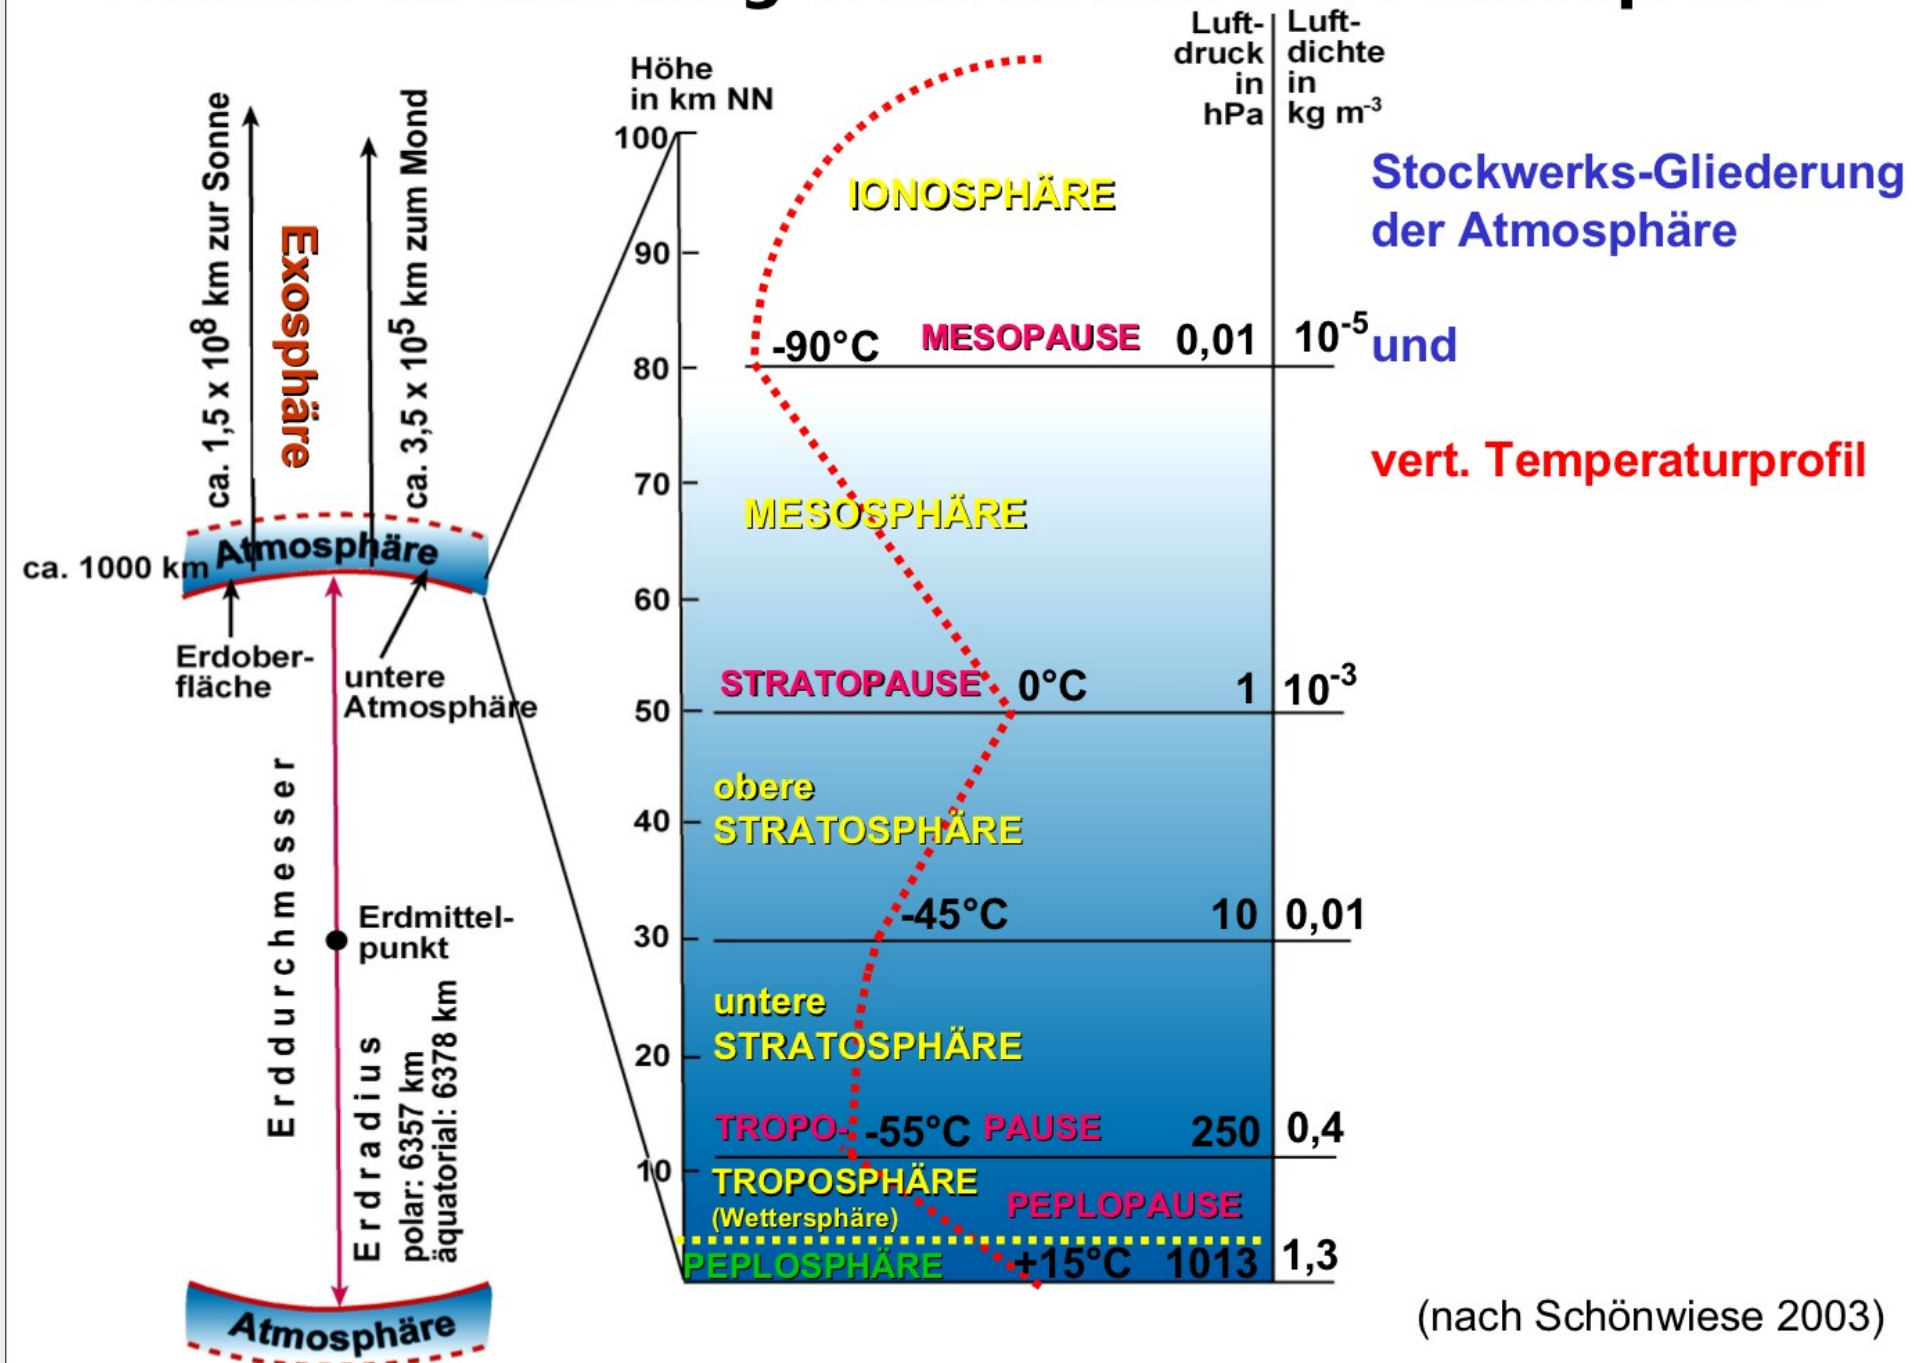 ca. 1,5 x 10⁸ km zur Sonne
Exosphäre
ca. 3,5 x 10⁵ km zum Mond
Atmosphäre
ca. 1000 km
Erdober-
fläche
untere
Atmosphäre
Erddurchmesser
Erdmittel-
punkt
Erdradius
polar: 6357 km
äquatorial: 6378 km
Atmosphäre
Höhe
in km NN
Luft-
druck
in
hPa
Luft-
dichte
in
kg m⁻³
100
IONOSPHÄRE
90
-90°C MESOPAUSE 0,01 10⁻⁵
80
70
MESOSPHÄRE
60
STRATOPAUSE 0°C 1 10⁻³
50
obere
40
STRATOSPHÄRE
-45°C 10 0,01
30
untere
STRATOSPHÄRE
20
TROPO- -55°C PAUSE 250 0,4
10
TROPOSPHÄRE
(Wettersphäre)
PEPLOPAUSE
PEPLOSPHÄRE +15°C 1013 1,3
Stockwerks-Gliederung
der Atmosphäre
und
vert. Temperaturprofil
(nach Schönwiese 2003)